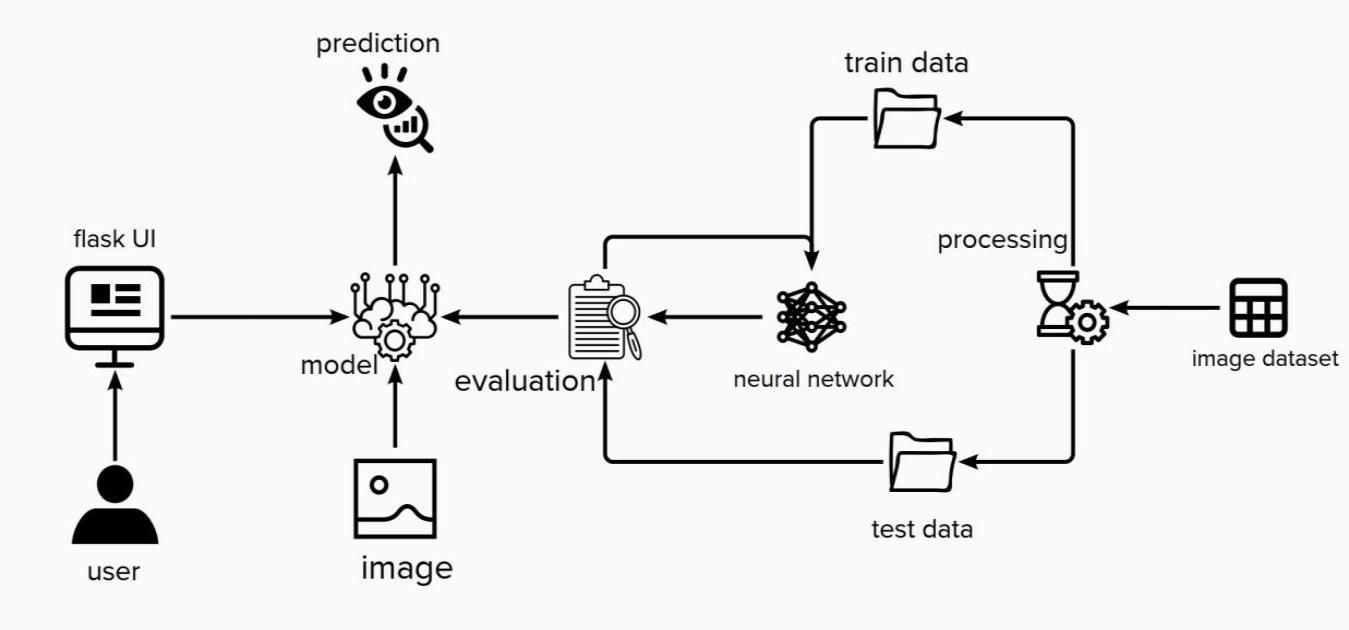 prediction
train data
flask UI
processing
model
evaluation
neural network
image dataset
test data
image
user